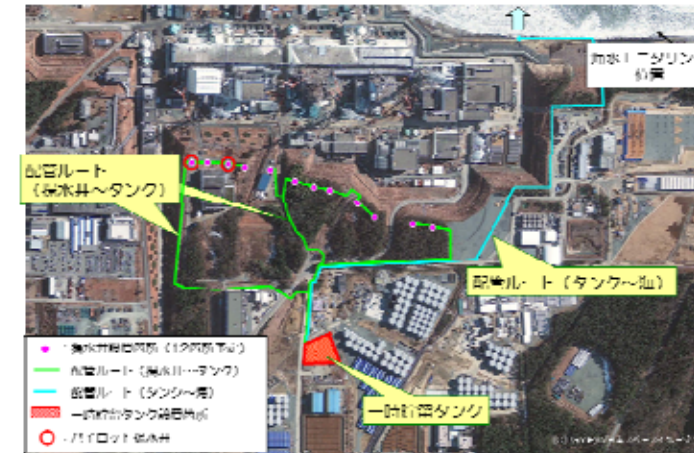 海水モニタリング
位置
配管ルート
(揚水井~タンク)
配管ルート(タンク~海)
:揚水井設置箇所(12箇所予定)
:配管ルート(揚水井~タンク)
:配管ルート(タンク~海)
:一時貯留タンク設置箇所
:パイロット揚水井
一時貯留タンク